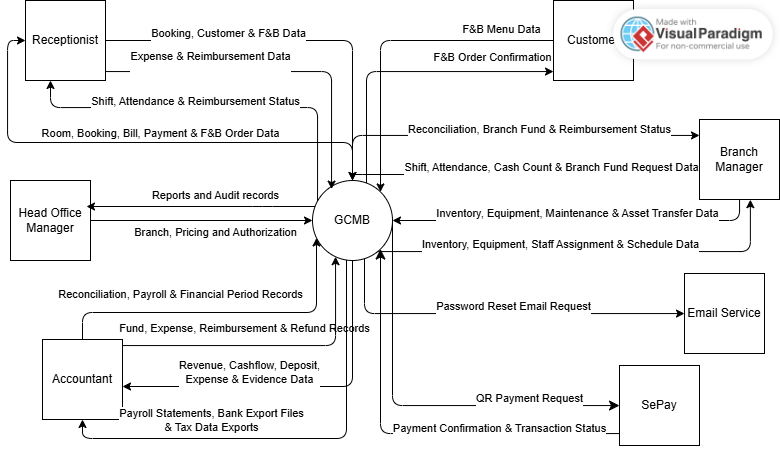 Made with
VisualParadigm
For non-commercial use
Receptionist
Booking, Customer & F&B Data
Expense & Reimbursement Data
Shift, Attendance & Reimbursement Status
Room, Booking, Bill, Payment & F&B Order Data
F&B Menu Data
F&B Order Confirmation
Custome
Reconciliation, Branch Fund & Reimbursement Status
Shift, Attendance, Cash Count & Branch Fund Request Data
Branch
Manager
Inventory, Equipment, Maintenance & Asset Transfer Data
Inventory, Equipment, Staff Assignment & Schedule Data
Head Office
Manager
Reports and Audit records
Branch, Pricing and Authorization
GCMB
Reconciliation, Payroll & Financial Period Records
Fund, Expense, Reimbursement & Refund Records
Accountant
Revenue, Cashflow, Deposit,
Expense & Evidence Data
Payroll Statements, Bank Export Files
& Tax Data Exports
Password Reset Email Request
Email Service
QR Payment Request
Payment Confirmation & Transaction Status
SePay